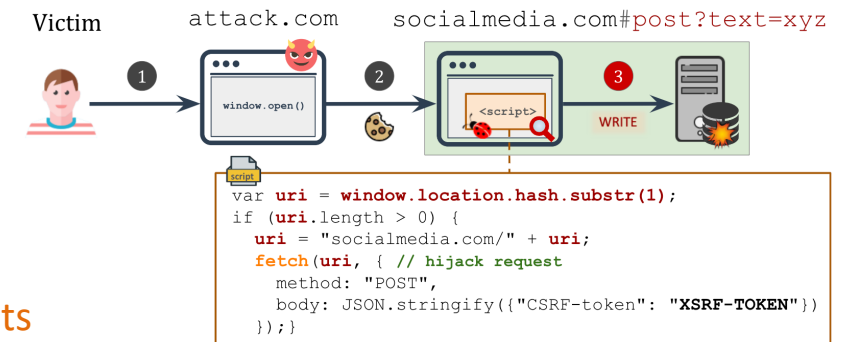 Victim
attack.com
socialmedia.com#post?text=xyz
1
2
3
window.open()
<script>
WRITE
script
var uri = window.location.hash.substr(1);
if (uri.length > 0) {
uri = "socialmedia.com/" + uri;
fetch(uri, { // hijack request
method: "POST",
body: JSON.stringify({"CSRF-token": "XSRF-TOKEN"})
});}
ts